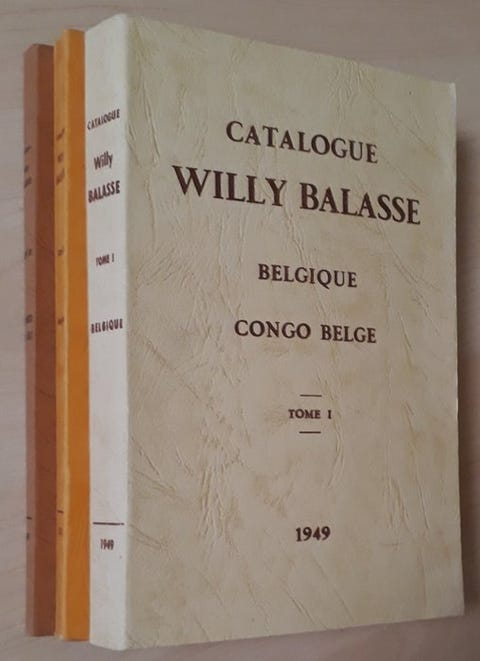 CATALOGUE
WILLY BALASSE
BELGIQUE
CONGO BELGE
TOME I
1949
CATALOGUE
Willy
BALASSE
TOME I
BELGIQUE
1949